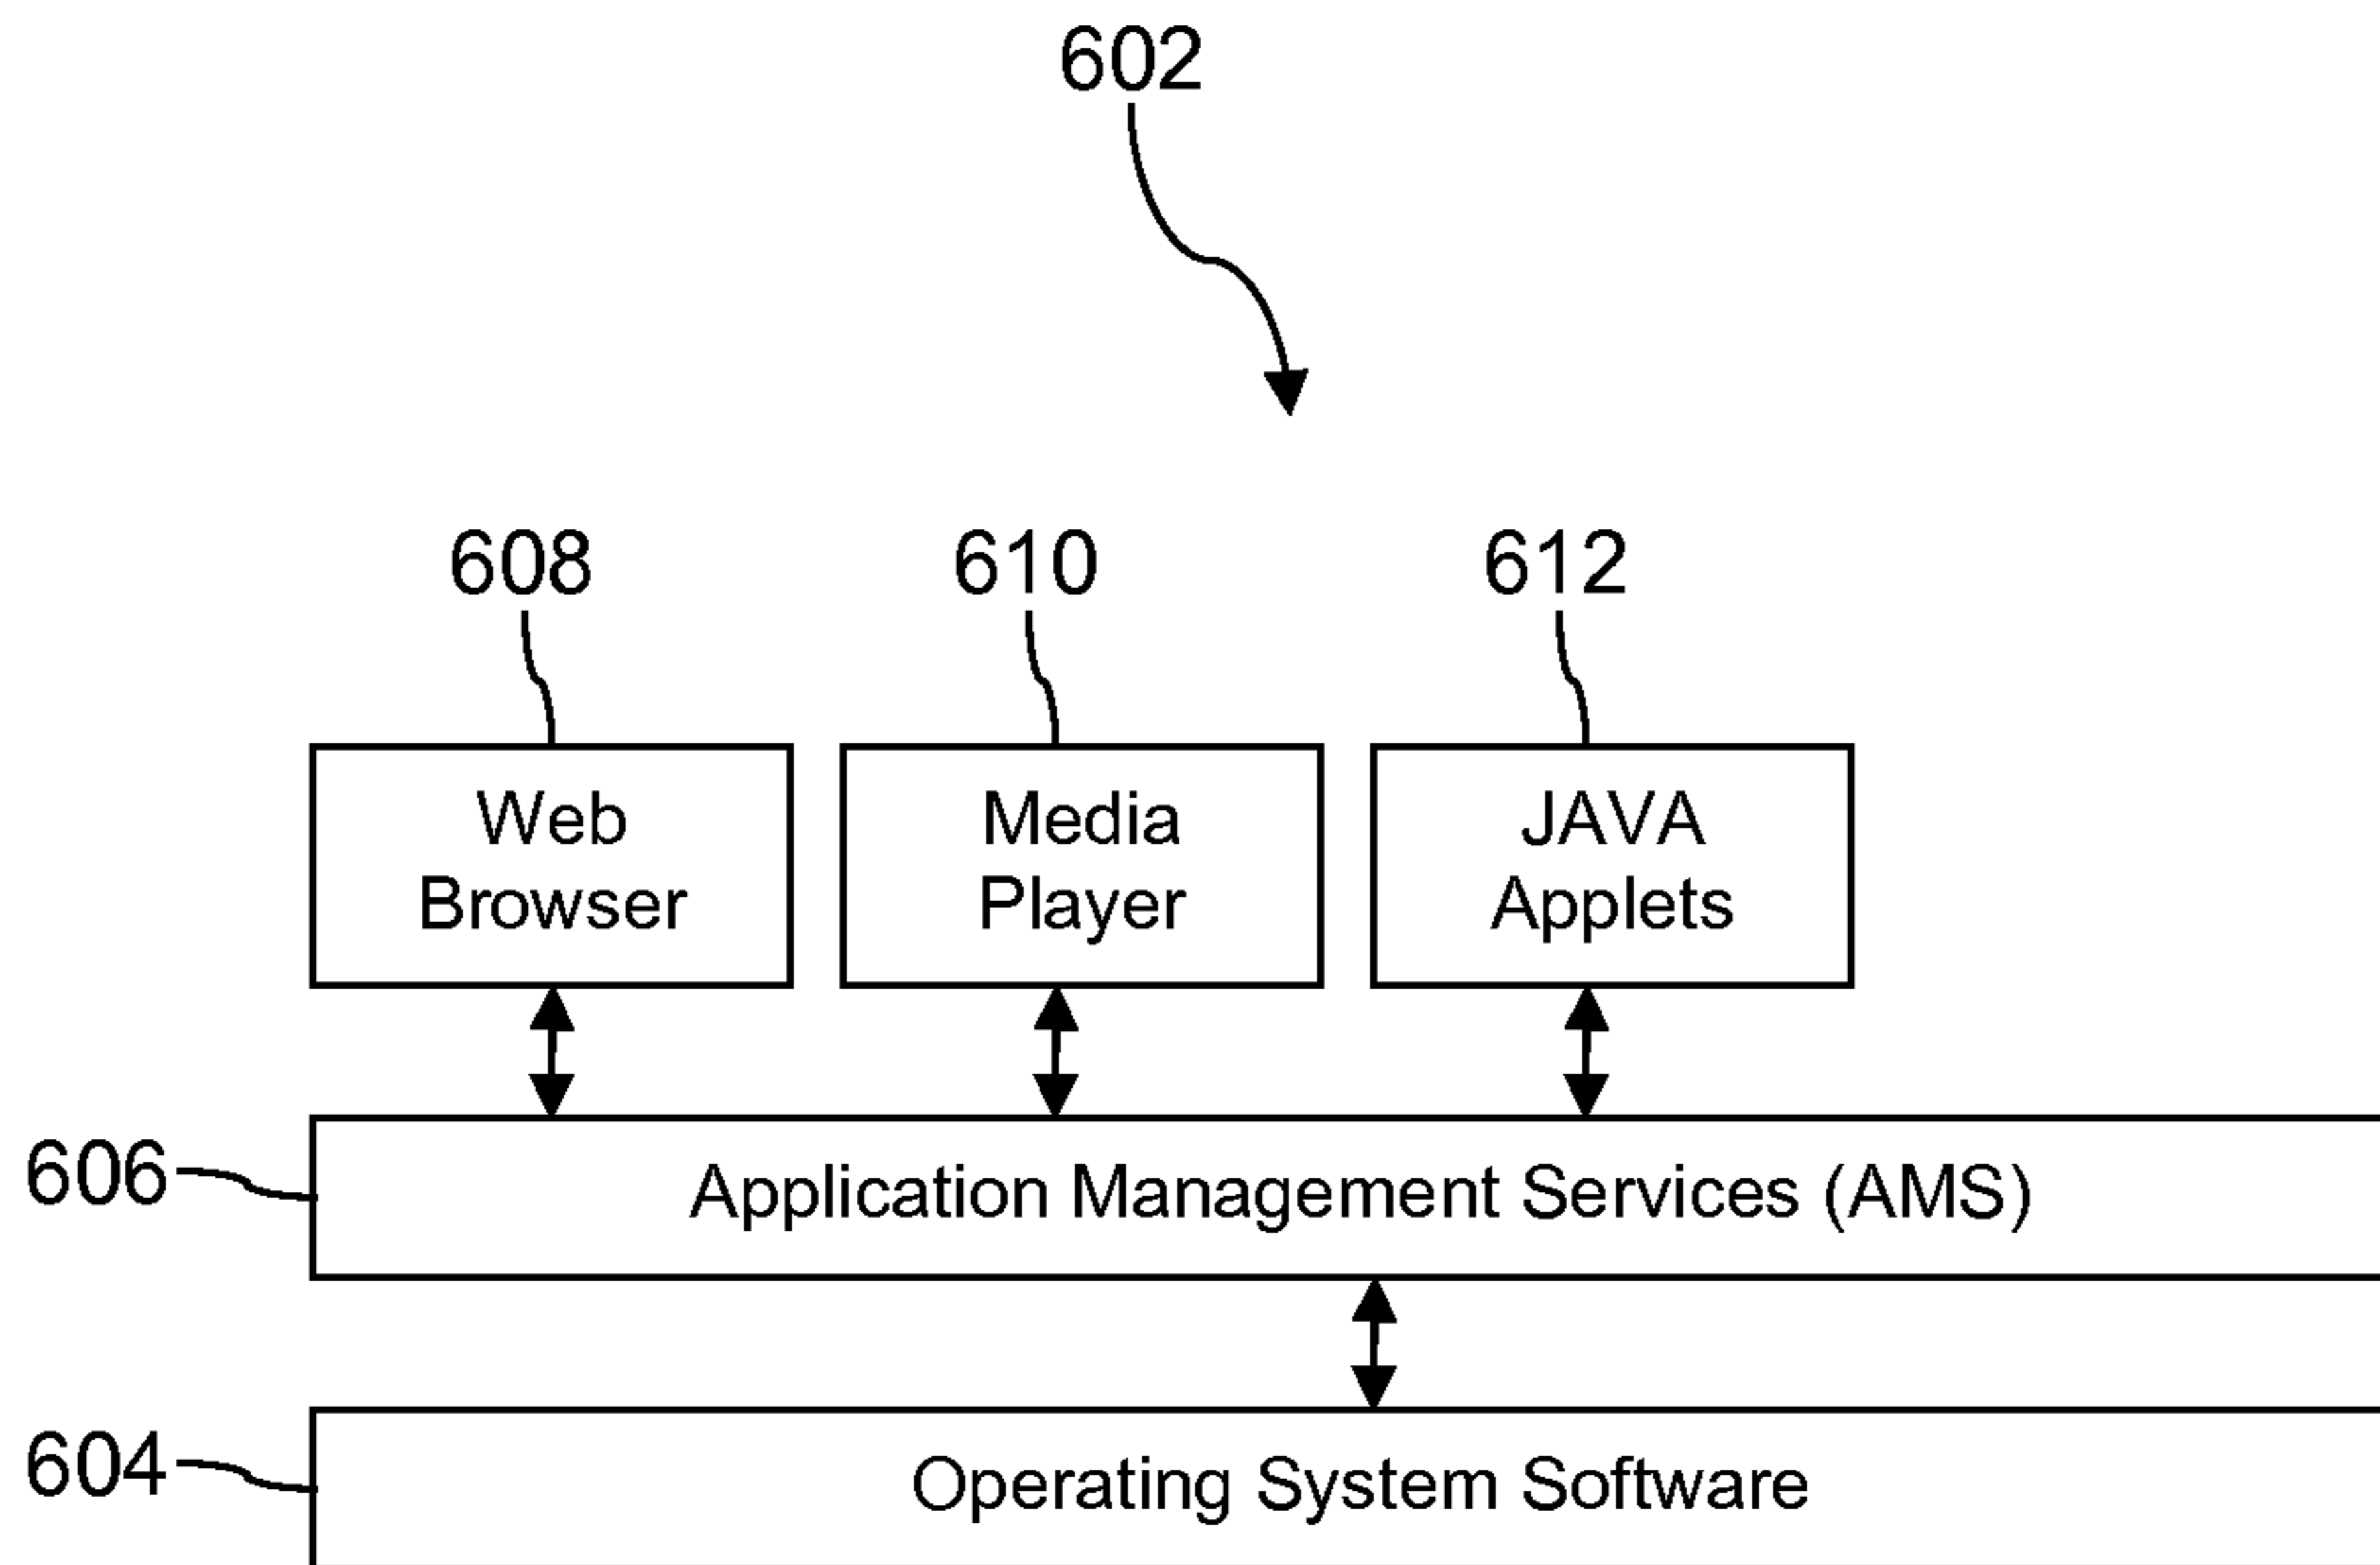 602
608
610
612
Web
Browser
Media
Player
JAVA
Applets
606
Application Management Services (AMS)
604
Operating System Software